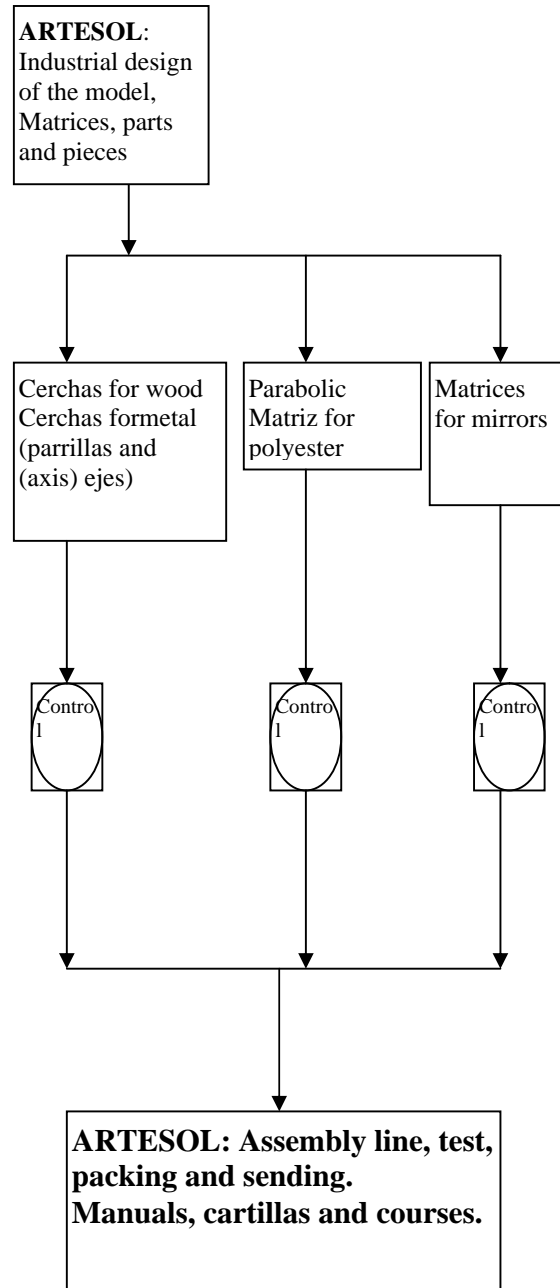 ARTESOL:
Industrial design
of the model,
Matrices, parts
and pieces
Cerchas for wood
Cerchas formetal
(parrillas and
(axis) ejes)
Parabolic
Matriz for
polyester
Matrices
for mirrors
Contro
l
Contro
l
Contro
l
ARTESOL: Assembly line, test,
packing and sending.
Manuals, cartillas and courses.